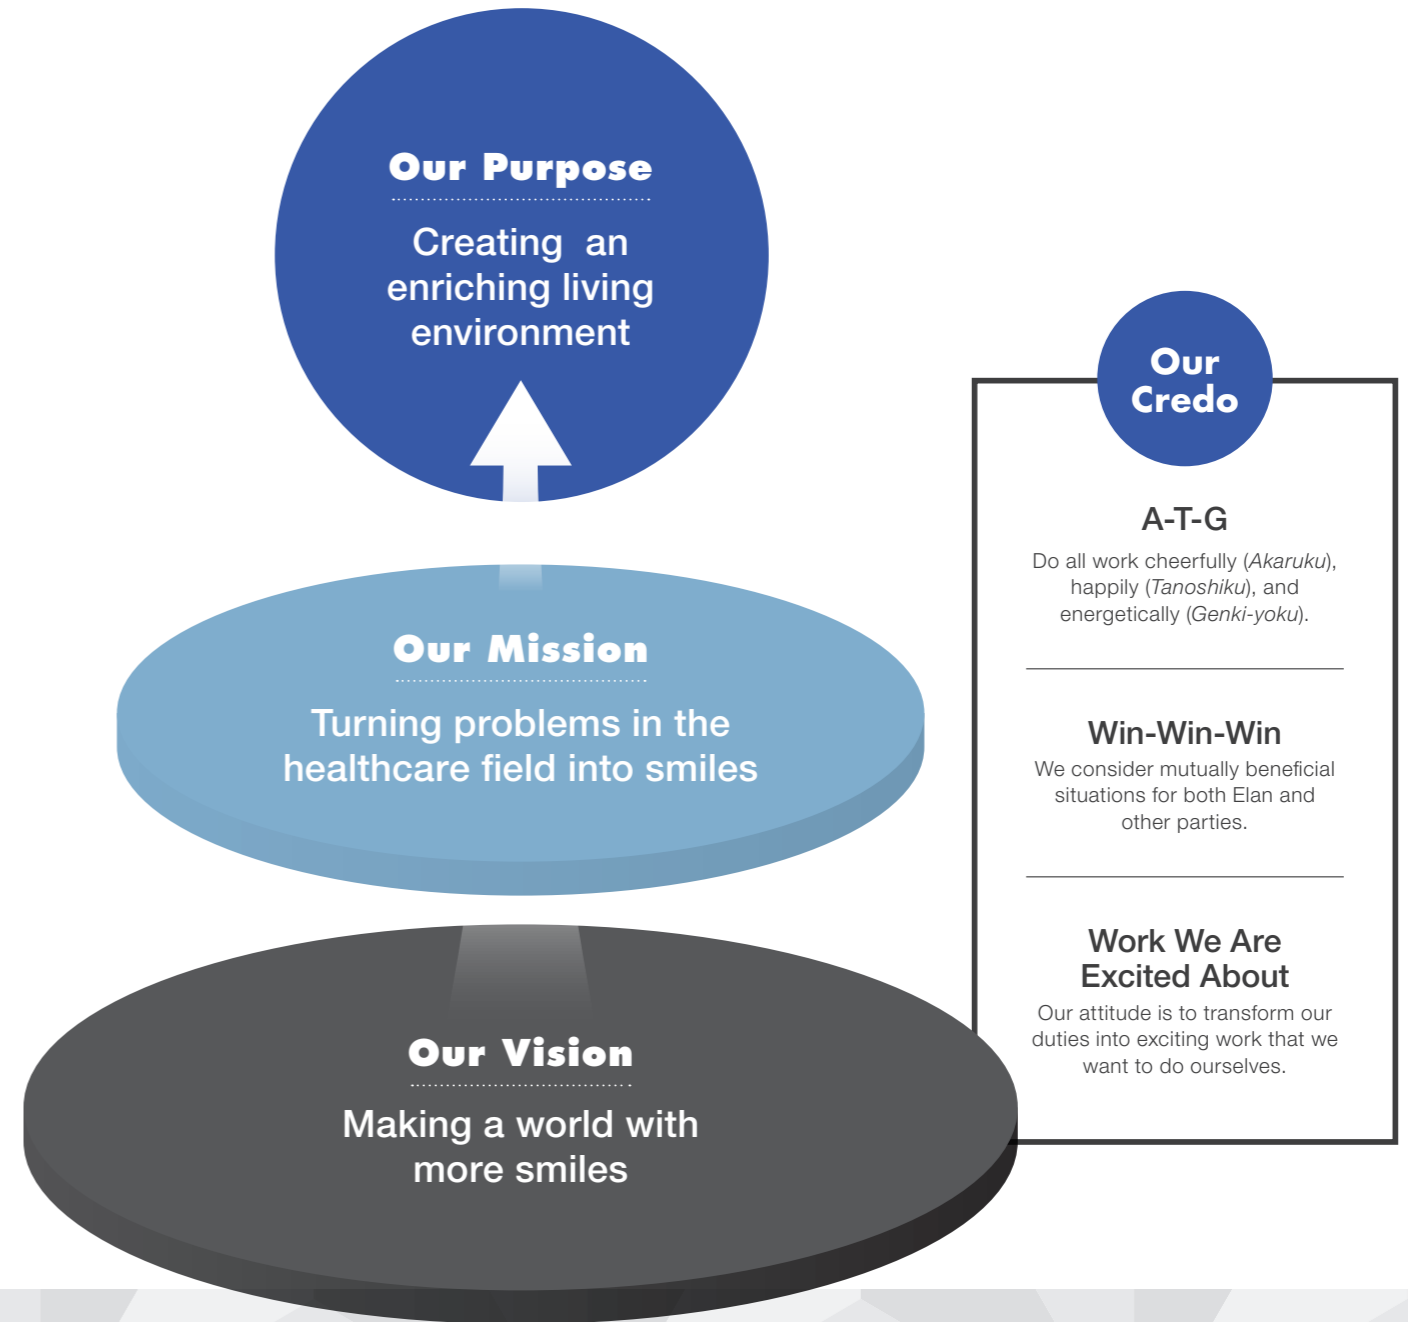 Our Purpose
Creating an
enriching living
environment
Our Mission
Turning problems in the
healthcare field into smiles
Our Vision
Making a world with
more smiles
Our
Credo
A-T-G
Do all work cheerfully (Akaruku),
happily (Tanoshiku), and
energetically (Genki-yoku).
Win-Win-Win
We consider mutually beneficial
situations for both Elan and
other parties.
Work We Are
Excited About
Our attitude is to transform our
duties into exciting work that we
want to do ourselves.